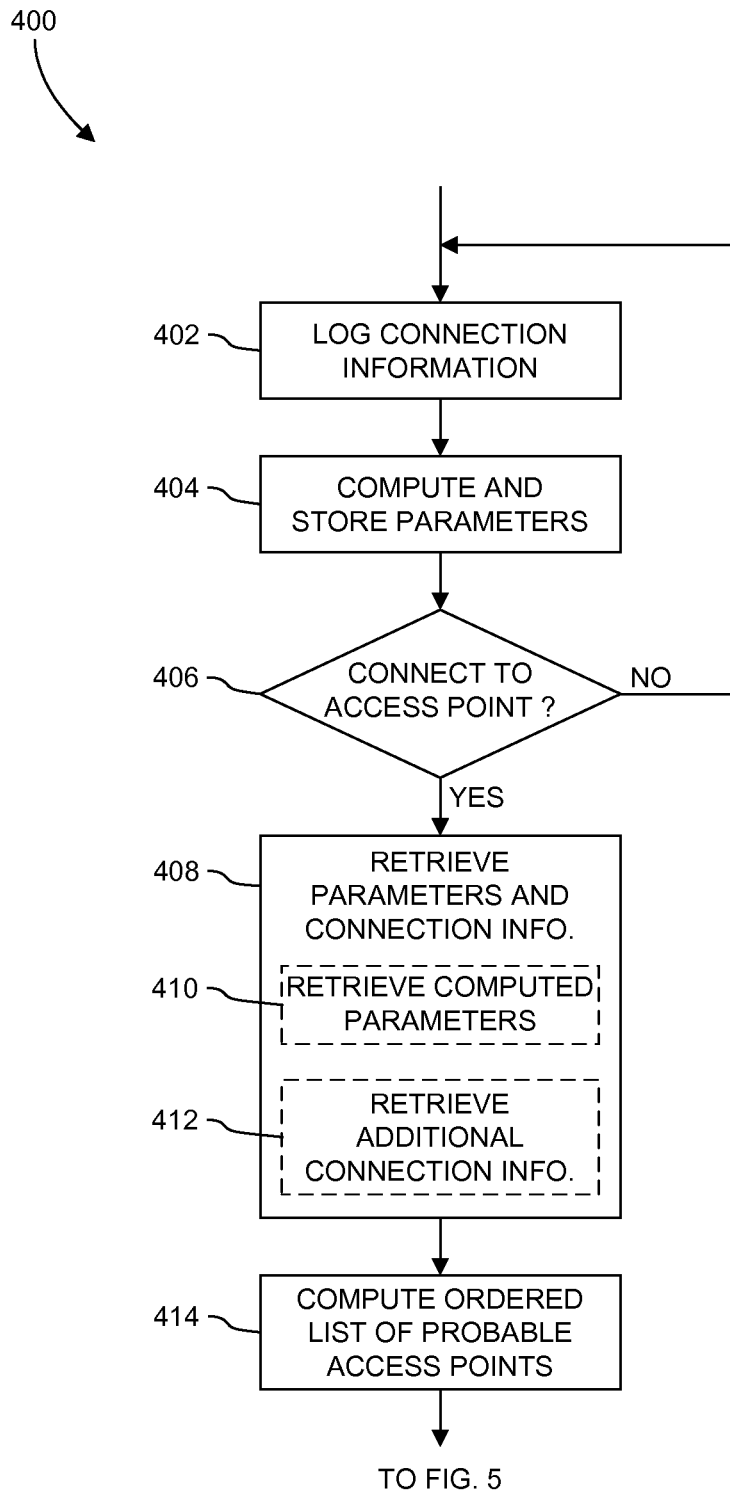 400
402
LOG CONNECTION
INFORMATION
404
COMPUTE AND
STORE PARAMETERS
406
CONNECT TO
ACCESS POINT ?
NO
YES
408
RETRIEVE
PARAMETERS AND
CONNECTION INFO.
410
RETRIEVE COMPUTED
PARAMETERS
412
RETRIEVE
ADDITIONAL
CONNECTION INFO.
414
COMPUTE ORDERED
LIST OF PROBABLE
ACCESS POINTS
TO FIG. 5